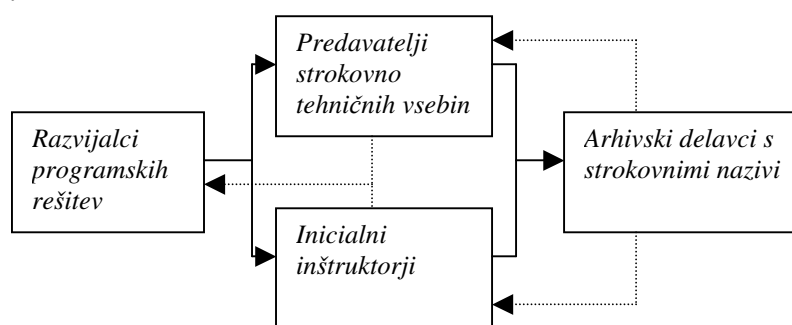 Razvijalci
programskih
rešitev
Predavatelji
strokovno
tehničnih vsebin
Inicialni
inštruktorji
Arhivski delavci s
strokovnimi nazivi